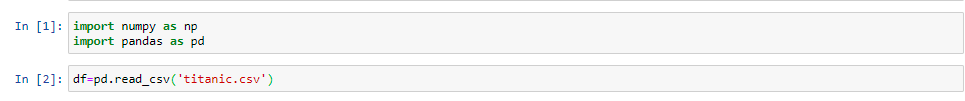 In [1]: import numpy as np
import pandas as pd
In [2]: df=pd.read_csv('titanic.csv')